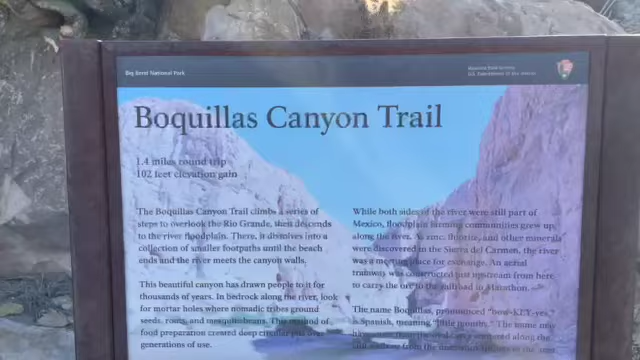 Big Bend National Park
National Park Service
U.S. Department of the Interior
Boquillas Canyon Trail
1.4 miles round trip
102 feet elevation gain
The Boquillas Canyon Trail climbs a series of
steps to overlook the Rio Grande, then descends
to the river floodplain. There, it dissolves into a
collection of smaller footpaths until the beach
ends and the river meets the canyon walls.
This beautiful canyon has drawn people to it for
thousands of years. In bedrock along the river, look
for mortar holes where nomadic tribes ground
seeds, roots, and mesquite beans. This method of
food preparation created deep circular pits over
generations of use.
While both sides of the river were still part of
Mexico, floodplain farming communities grew up
along the river. As zinc, fluorite, and other minerals
were discovered in the Sierra del Carmen, the river
was a meeting place for exchange. An aerial
tramway was constructed just upstream from here
to carry the ore to the railroad in Marathon.
The name Boquillas, pronounced "bow-KEY-yes,"
is Spanish, meaning "little mouths." The name may